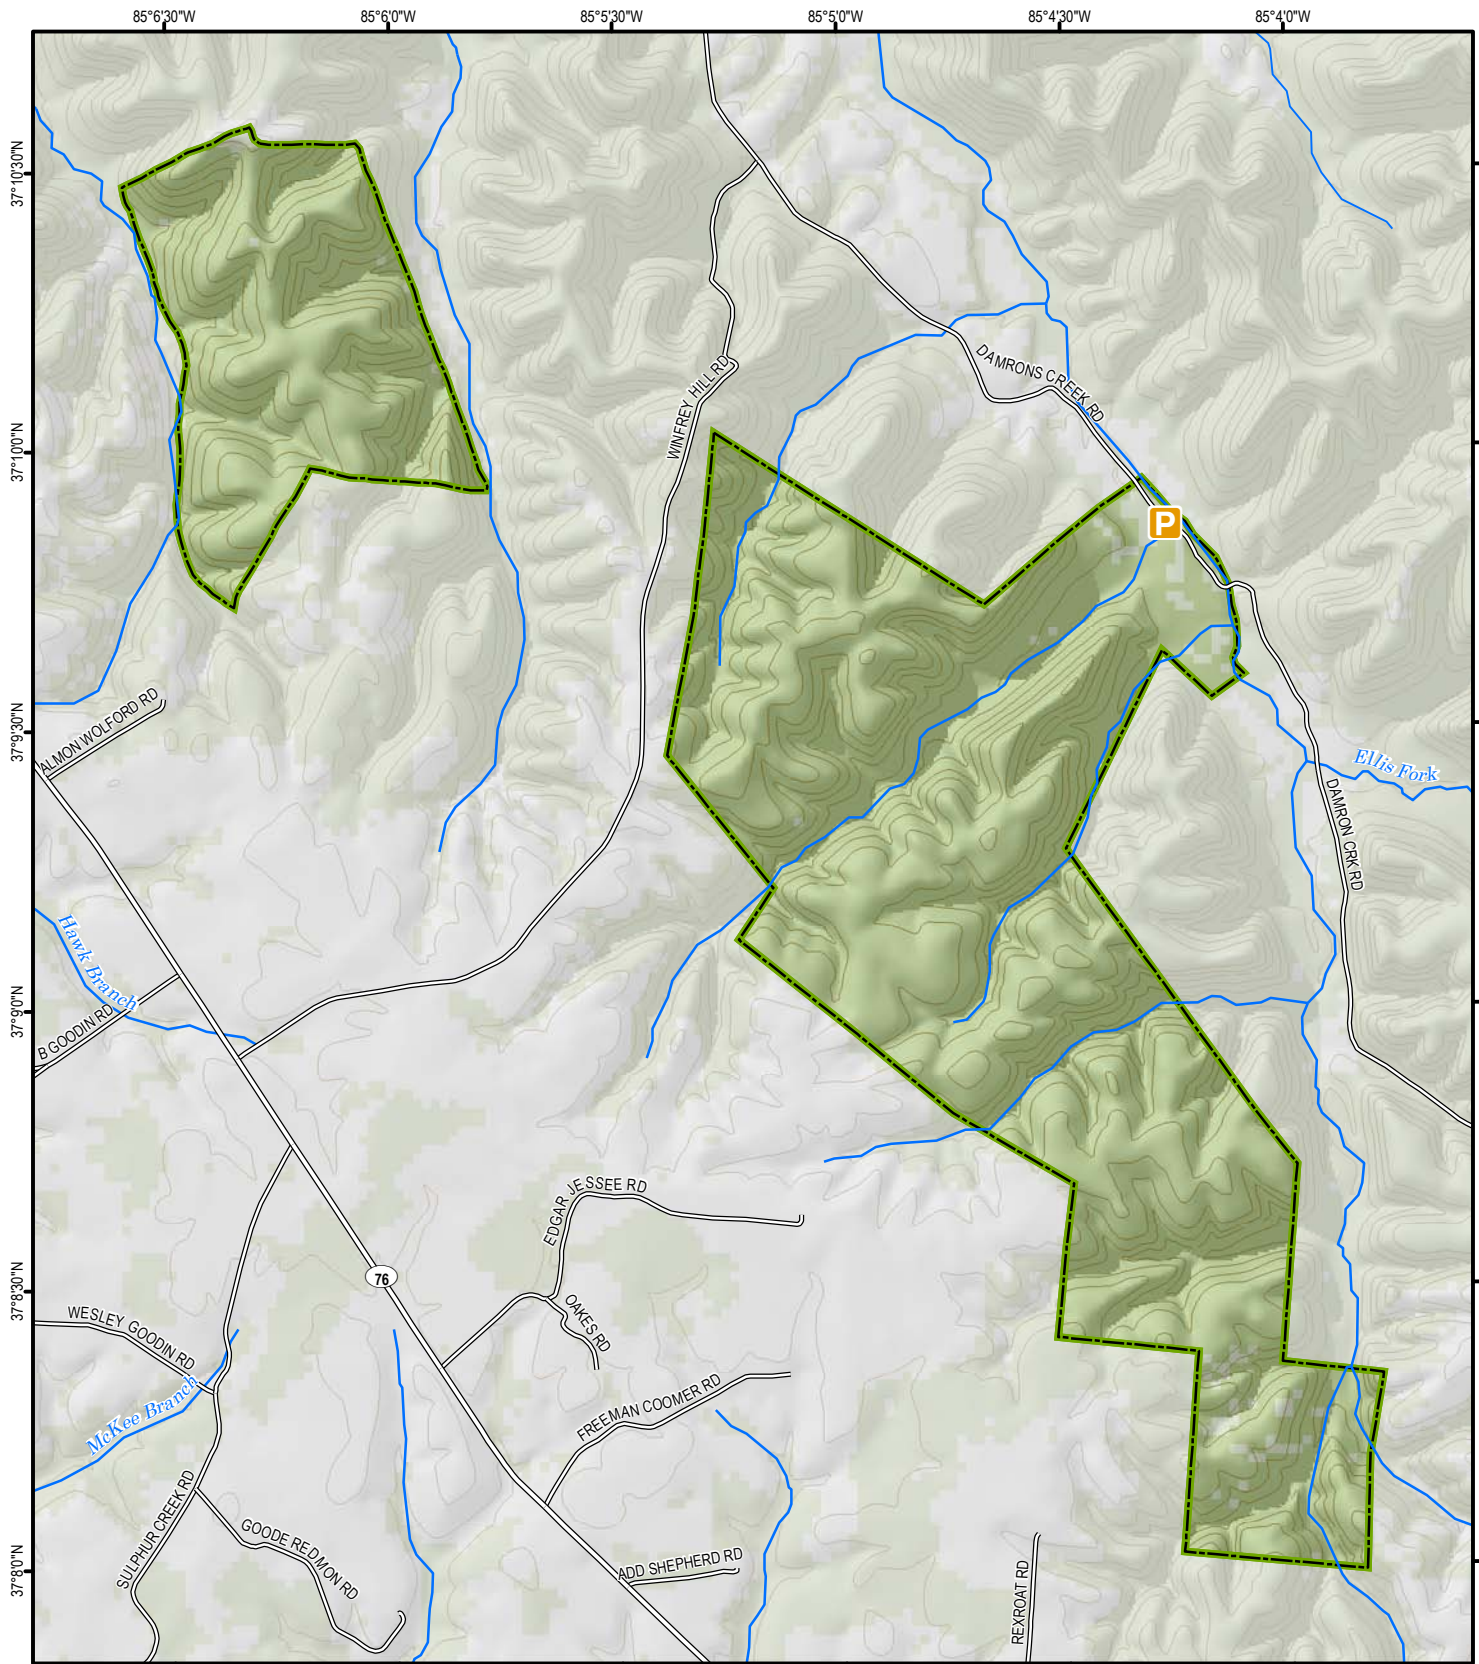 85°6'30"W
85°6'0"W
85°5'30"W
85°5'0"W
85°4'30"W
85°4'0"W
37°10'30"N
37°10'0"N
37°9'30"N
37°9'0"N
37°8'30"N
37°8'0"N
DAMRONS CREEK RD
WINFREY HILL RD
P
ALMON WOLFORD RD
Ellis Fork
DAMRON CRK RD
Hawk Branch
B GOODIN RD
EDGAR JESSEE RD
76
OAKES RD
WESLEY GOODIN RD
McKee Branch
FREEMAN COOMER RD
SULPHUR CREEK RD
GOODE REDMON RD
ADD SHEPHERD RD
REXROAT RD